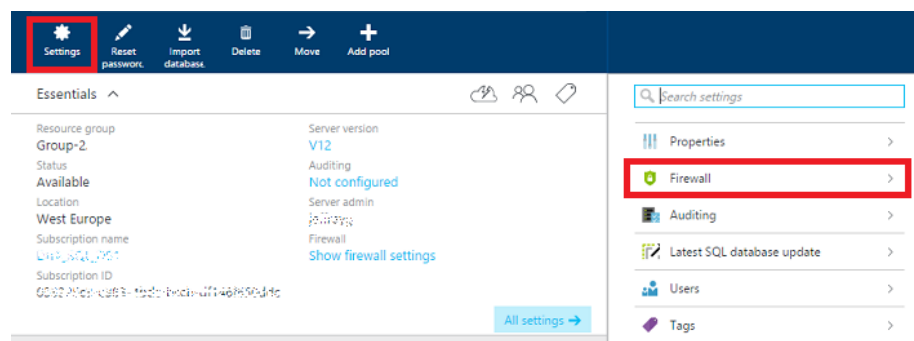 Settings
Reset
passworc
Import
database
Delete
Move
Add pool
Essentials
Resource group
Group-2
Status
Available
Location
West Europe
Subscription name
Subscription ID
Server version
V12
Auditing
Not configured
Server admin
Firewall
Show firewall settings
All settings
Search settings
Properties
Firewall
Auditing
Latest SQL database update
Users
Tags